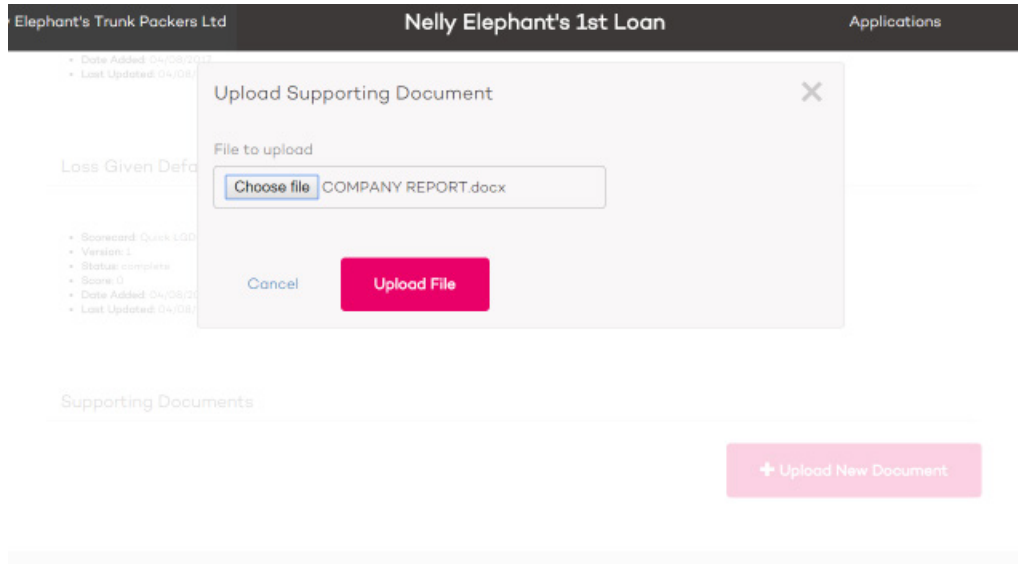 Elephant's Trunk Packers Ltd
Nelly Elephant's 1st Loan
Applications
• Date Added: 04/08/2017
• Last Updated: 04/08/
Upload Supporting Document
File to upload
Choose file COMPANY REPORT.docx
Cancel
Upload File
Loss Given Defa
• Scorecard: Quick LGD
• Version: 1
• Status: complete
• Score: 0
• Date Added: 04/08/20
• Last Updated: 04/08/
Supporting Documents
+ Upload New Document